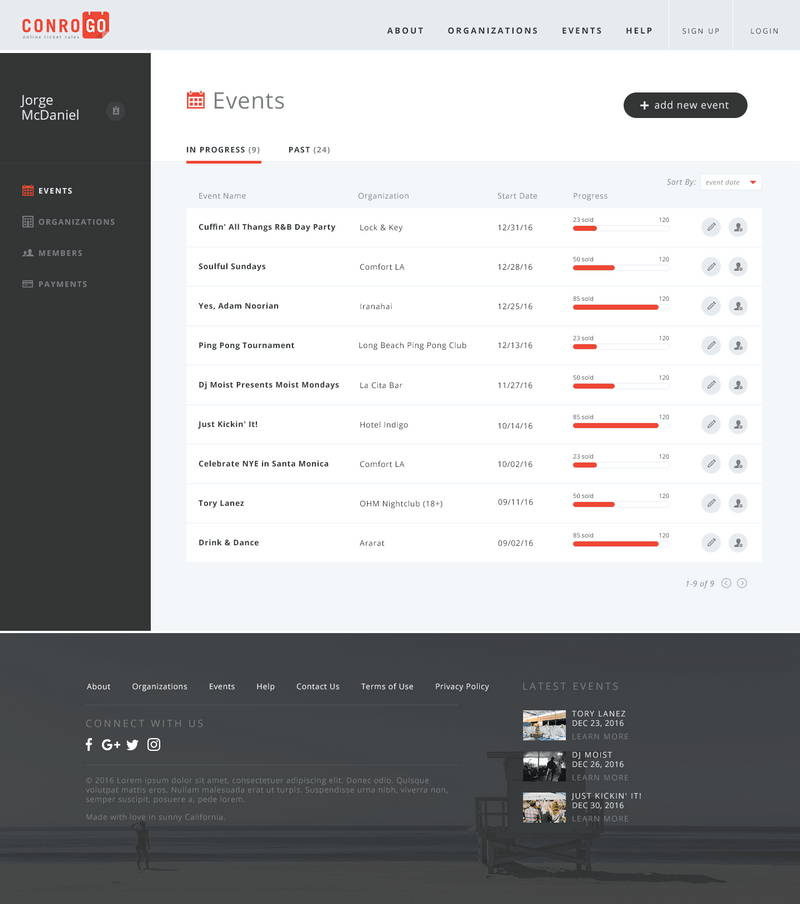 CONROGO
online ticket sales
ABOUT ORGANIZATIONS EVENTS HELP SIGN UP LOGIN
Jorge
McDaniel
EVENTS
ORGANIZATIONS
MEMBERS
PAYMENTS
Events
+ add new event
IN PROGRESS (9) PAST (24)
Sort By: event date
Event Name Organization Start Date Progress
Cuffin' All Thangs R&B Day Party Lock & Key 12/31/16 23 sold 120
Soulful Sundays Comfort LA 12/28/16 50 sold 120
Yes, Adam Noorian Iranahai 12/25/16 85 sold 120
Ping Pong Tournament Long Beach Ping Pong Club 12/13/16 23 sold 120
Dj Moist Presents Moist Mondays La Cita Bar 11/27/16 50 sold 120
Just Kickin' It! Hotel Indigo 10/14/16 85 sold 120
Celebrate NYE in Santa Monica Comfort LA 10/02/16 23 sold 120
Tory Lanez OHM Nightclub (18+) 09/11/16 50 sold 120
Drink & Dance Ararat 09/02/16 85 sold 120
1-9 of 9
About Organizations Events Help Contact Us Terms of Use Privacy Policy
CONNECT WITH US
G+
© 2016 Lorem ipsum dolor sit amet, consectetuer adipiscing elit. Donec odio. Quisque
volutpat mattis eros. Nullam malesuada erat ut turpis. Suspendisse urna nibh, viverra non,
semper suscipit, posuere a, pede lorem.
Made with love in sunny California.
LATEST EVENTS
TORY LANEZ
DEC 23, 2016
LEARN MORE
DJ MOIST
DEC 26, 2016
LEARN MORE
JUST KICKIN' IT!
DEC 30, 2016
LEARN MORE